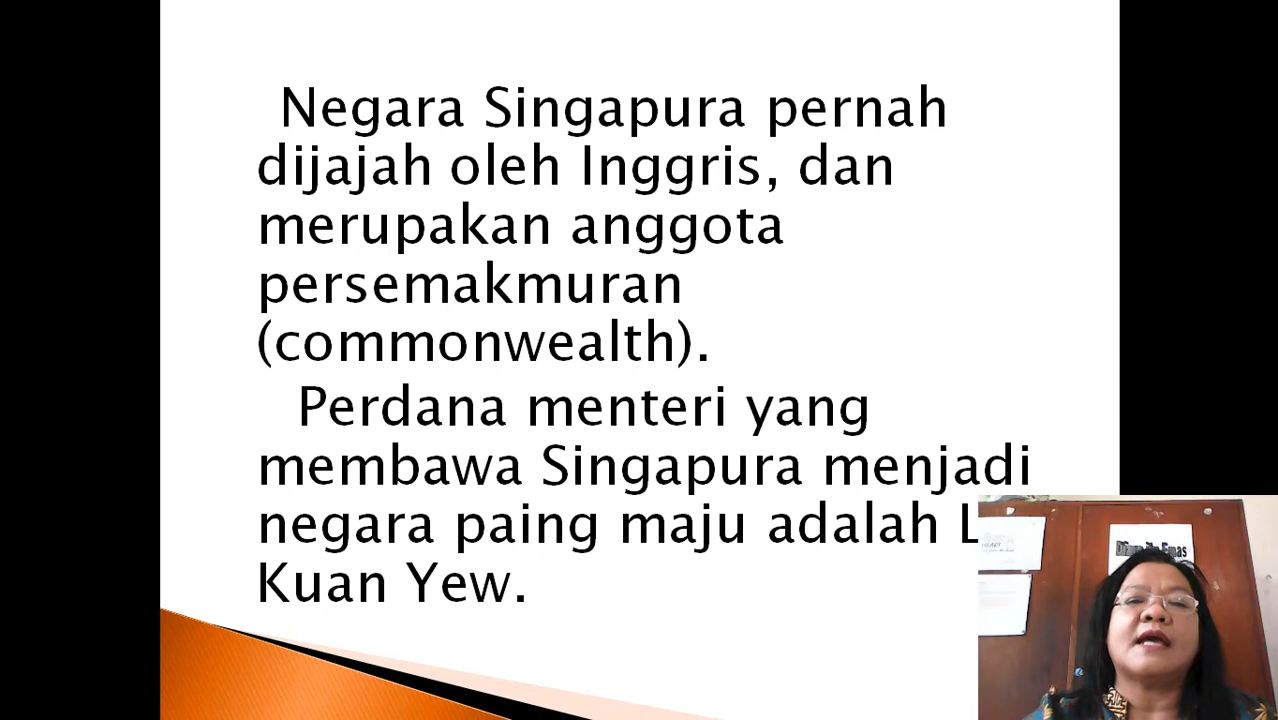 Negara Singapura pernah
dijajah oleh Inggris, dan
merupakan anggota
persemakmuran
(commonwealth).
Perdana menteri yang
membawa Singapura menjadi
negara paing maju adalah L
Kuan Yew.